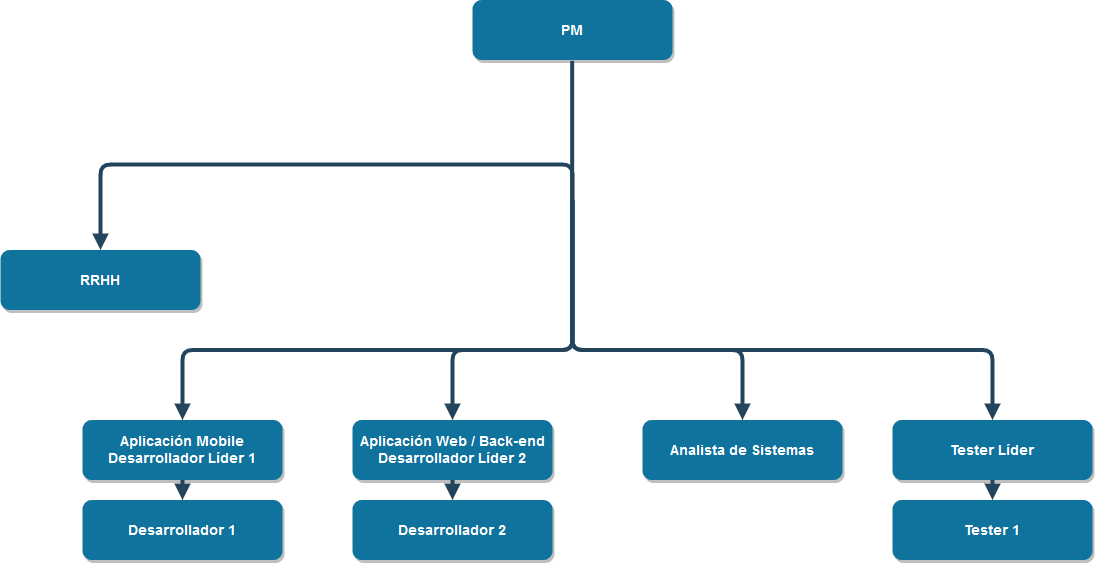 PM
RRHH
Aplicación Mobile
Desarrollador Líder 1
Aplicación Web / Back-end
Desarrollador Líder 2
Analista de Sistemas
Tester Líder
Desarrollador 1
Desarrollador 2
Tester 1